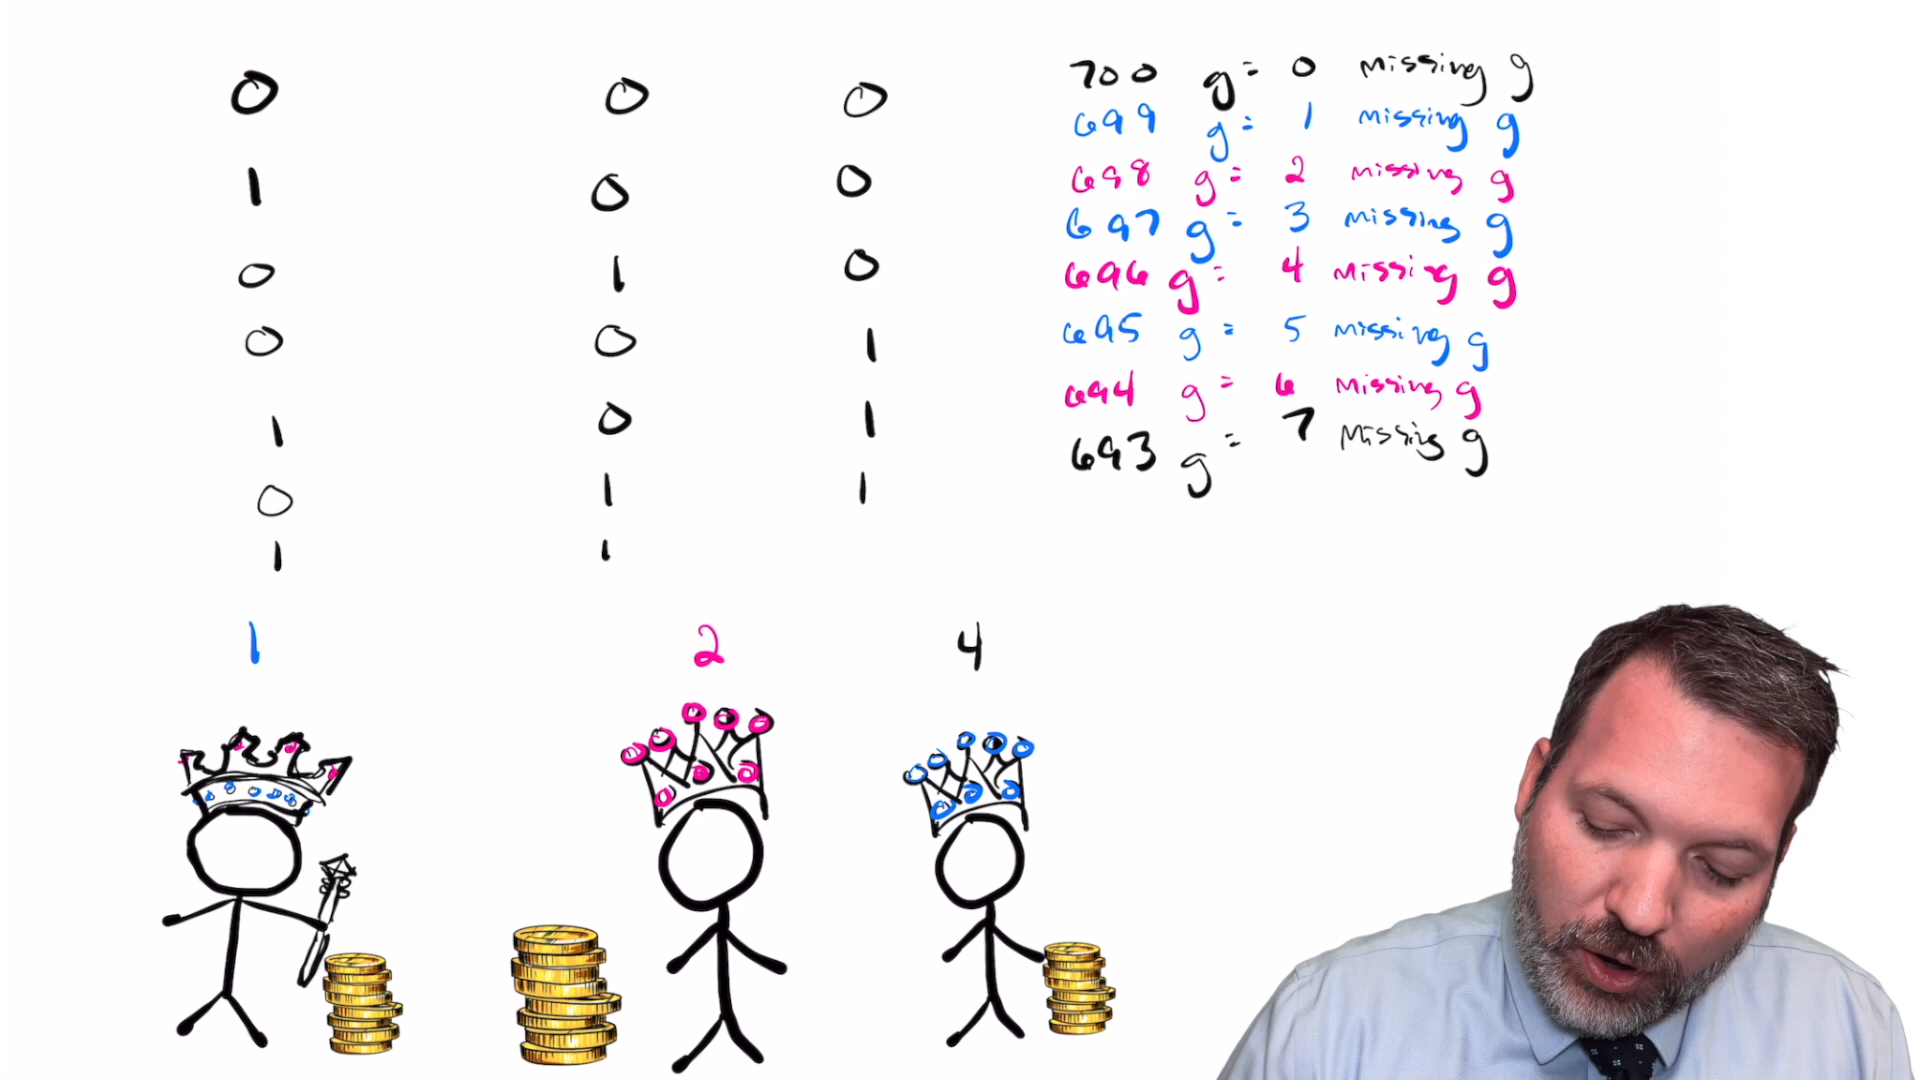 0 0 0
1 0 0
0 1 0
0 0 1
1 0 1
0 1 1
1 1
700 g = 0 missing g
699 g = 1 missing g
698 g = 2 missing g
697 g = 3 missing g
696 g = 4 missing g
695 g = 5 missing g
694 g = 6 missing g
693 g = 7 missing g
1 2 4